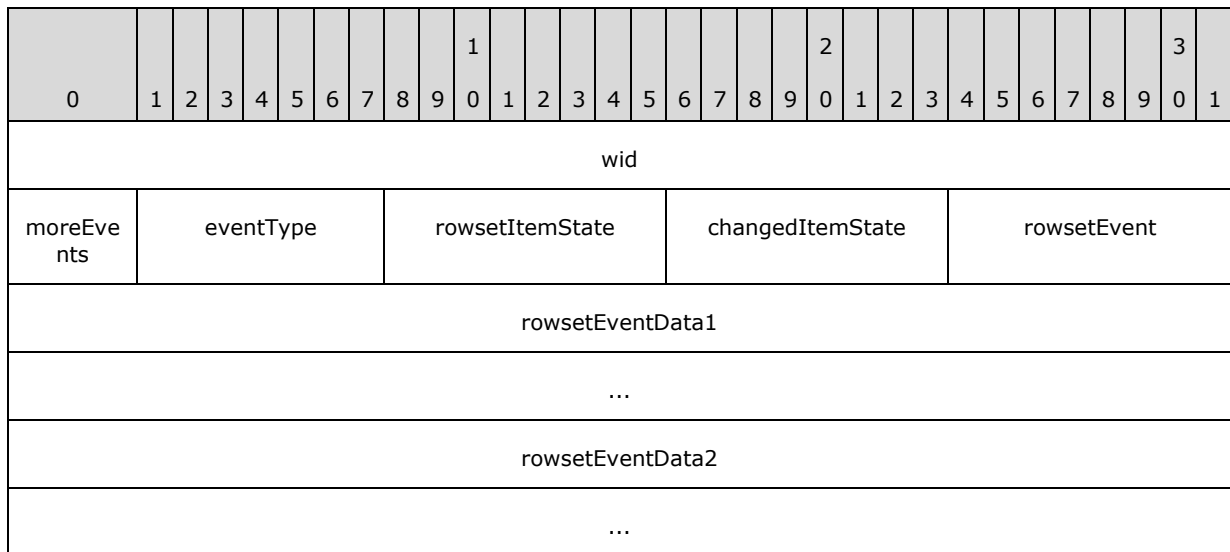 1 2 3
0 1 2 3 4 5 6 7 8 9 0 1 2 3 4 5 6 7 8 9 0 1 2 3 4 5 6 7 8 9 0 1
wid
moreEve eventType rowsetItemState changedItemState rowsetEvent
nts
rowsetEventData1
...
rowsetEventData2
...